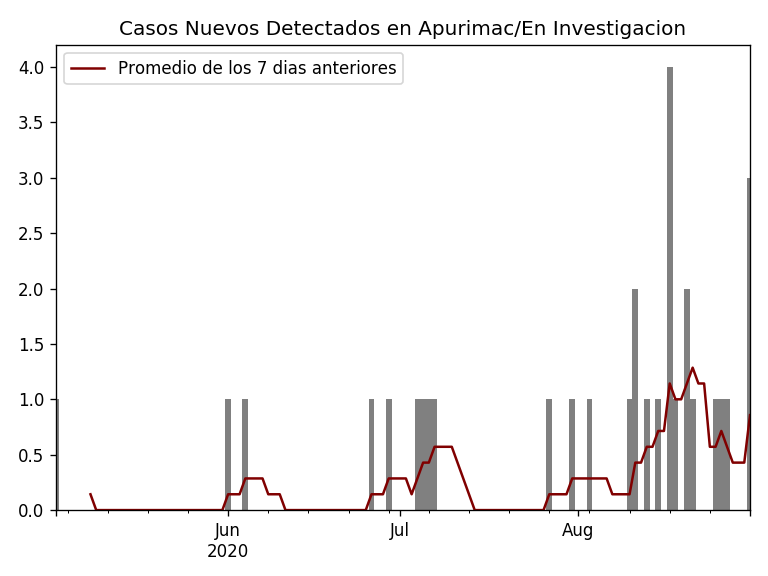 Casos Nuevos Detectados en Apurimac/En Investigacion
Promedio de los 7 dias anteriores
4.0
3.5
3.0
2.5
2.0
1.5
1.0
0.5
0.0
Jun
2020
Jul
Aug